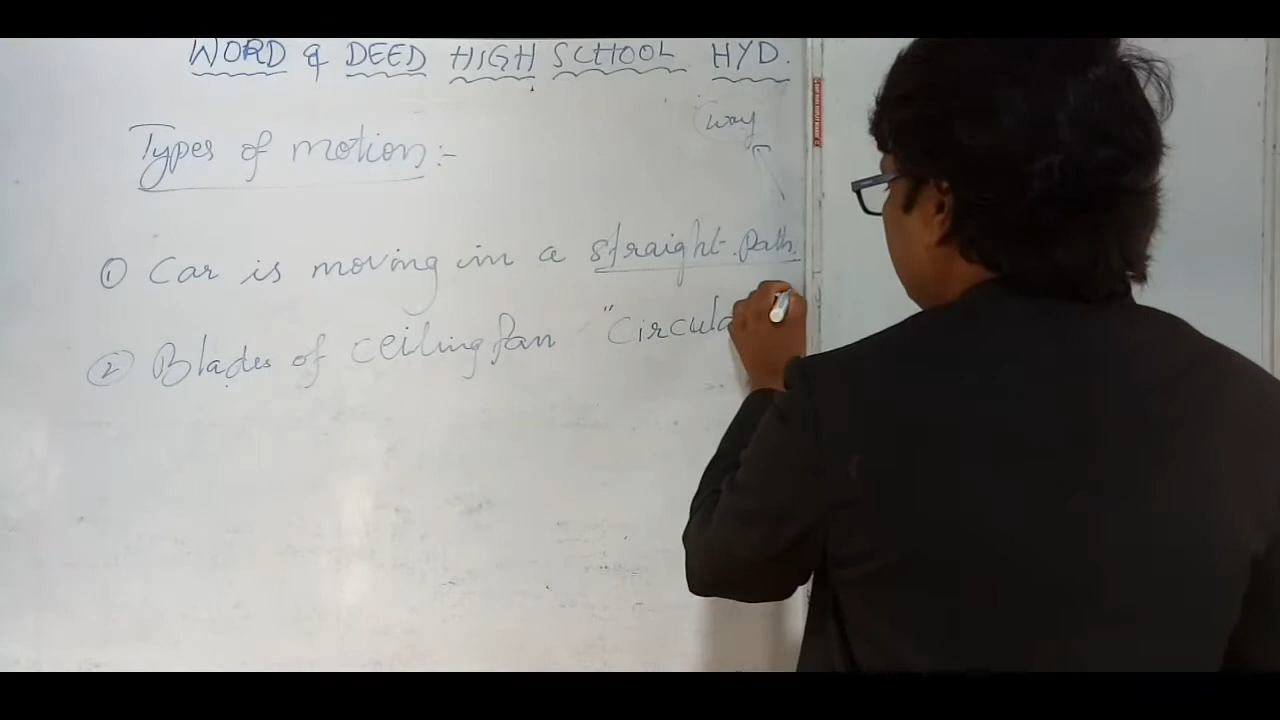 WORD & DEED HIGH SCHOOL HYD.
way
Types of motion:-
① Car is moving in a straight path.
② Blades of ceiling fan "Circula